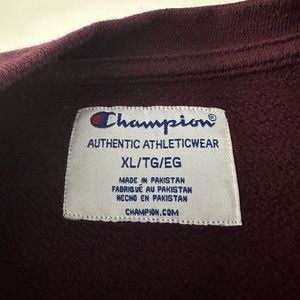 Champion
AUTHENTIC ATHLETICWEAR
XL/TG/EG
MADE IN PAKISTAN
FABRIQUÉ AU PAKISTAN
HECHO EN PAKISTAN
CHAMPION.COM